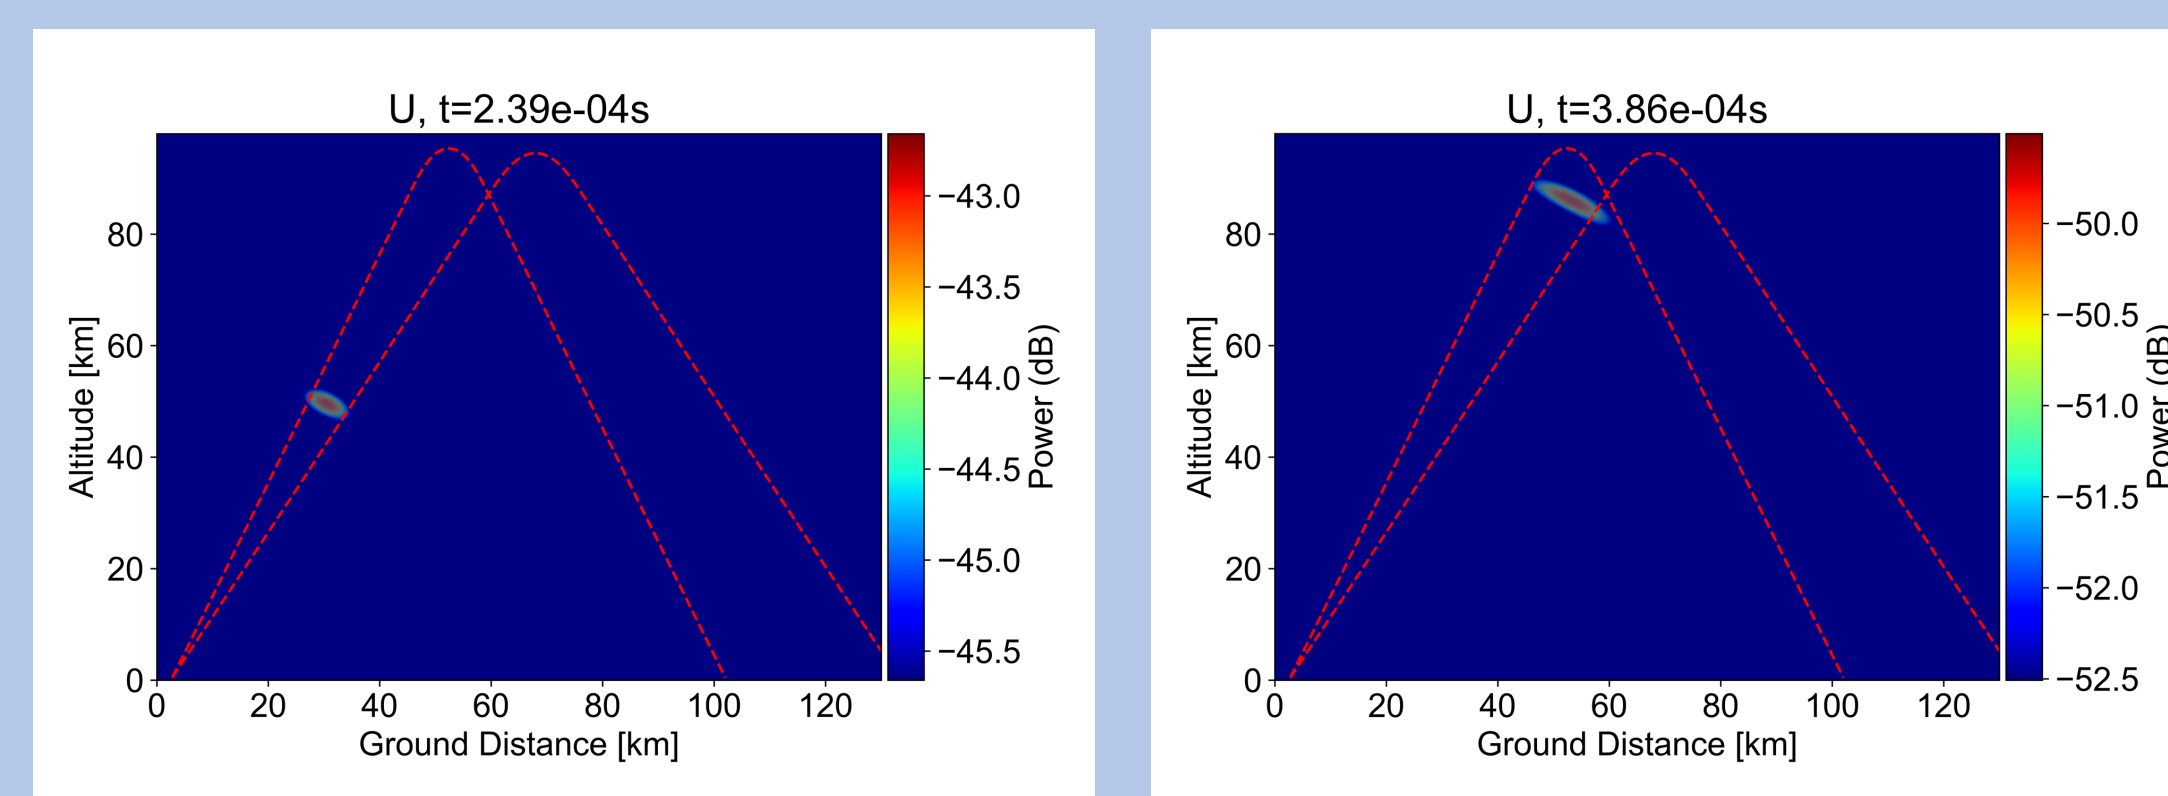 U, t=2.39e-04s
Altitude [km]
80
60
40
20
0
0 20 40 60 80 100 120
Ground Distance [km]
−43.0
−43.5
−44.0
−44.5
−45.0
−45.5
Power (dB)
U, t=3.86e-04s
Altitude [km]
80
60
40
20
0
0 20 40 60 80 100 120
Ground Distance [km]
−50.0
−50.5
−51.0
−51.5
−52.0
−52.5
Power (dB)